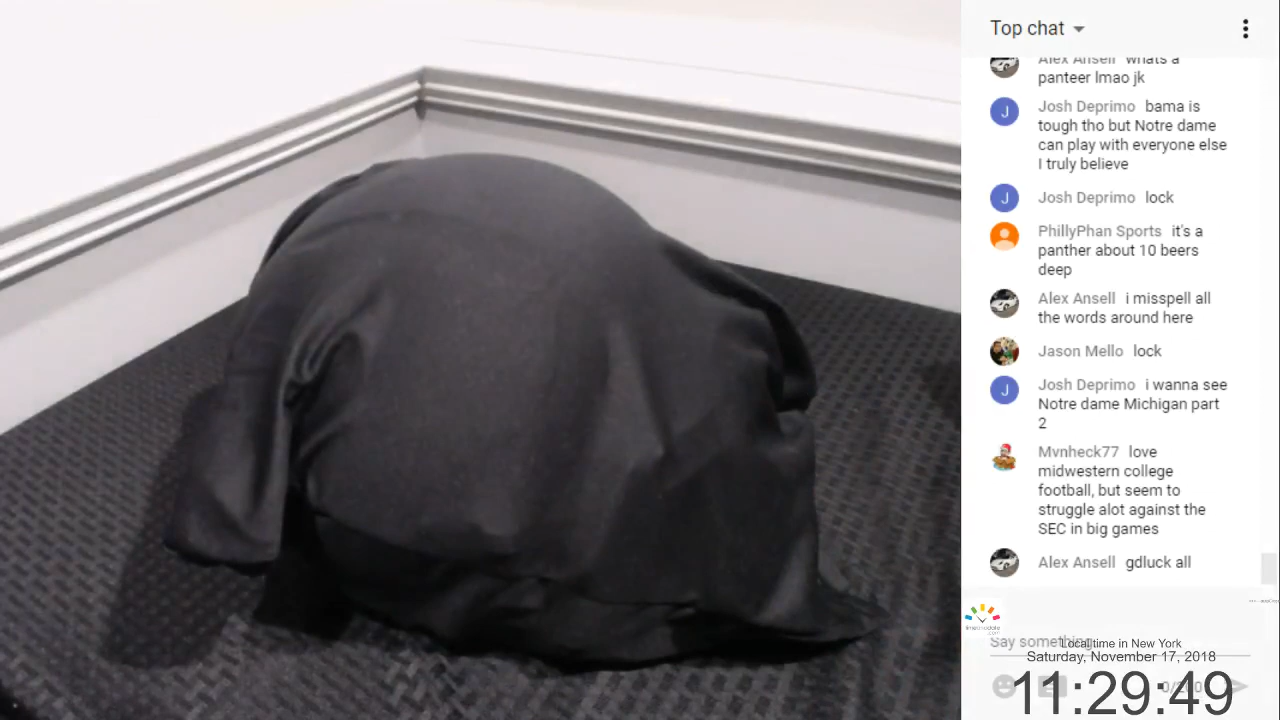 Top chat
Alex Ansell whats a
panteer lmao jk
Josh Deprimo bama is
tough tho but Notre dame
can play with everyone else
I truly believe
J
Josh Deprimo lock
J
PhillyPhan Sports it's a
panther about 10 beers
deep
Alex Ansell i misspell all
the words around here
Jason Mello lock
Josh Deprimo i wanna see
Notre dame Michigan part
2
J
Mvnheck77 love
midwestern college
football, but seem to
struggle alot against the
SEC in big games
Alex Ansell gdluck all
Say something
Local time in New York
Saturday, November 17, 2018
11:29:49